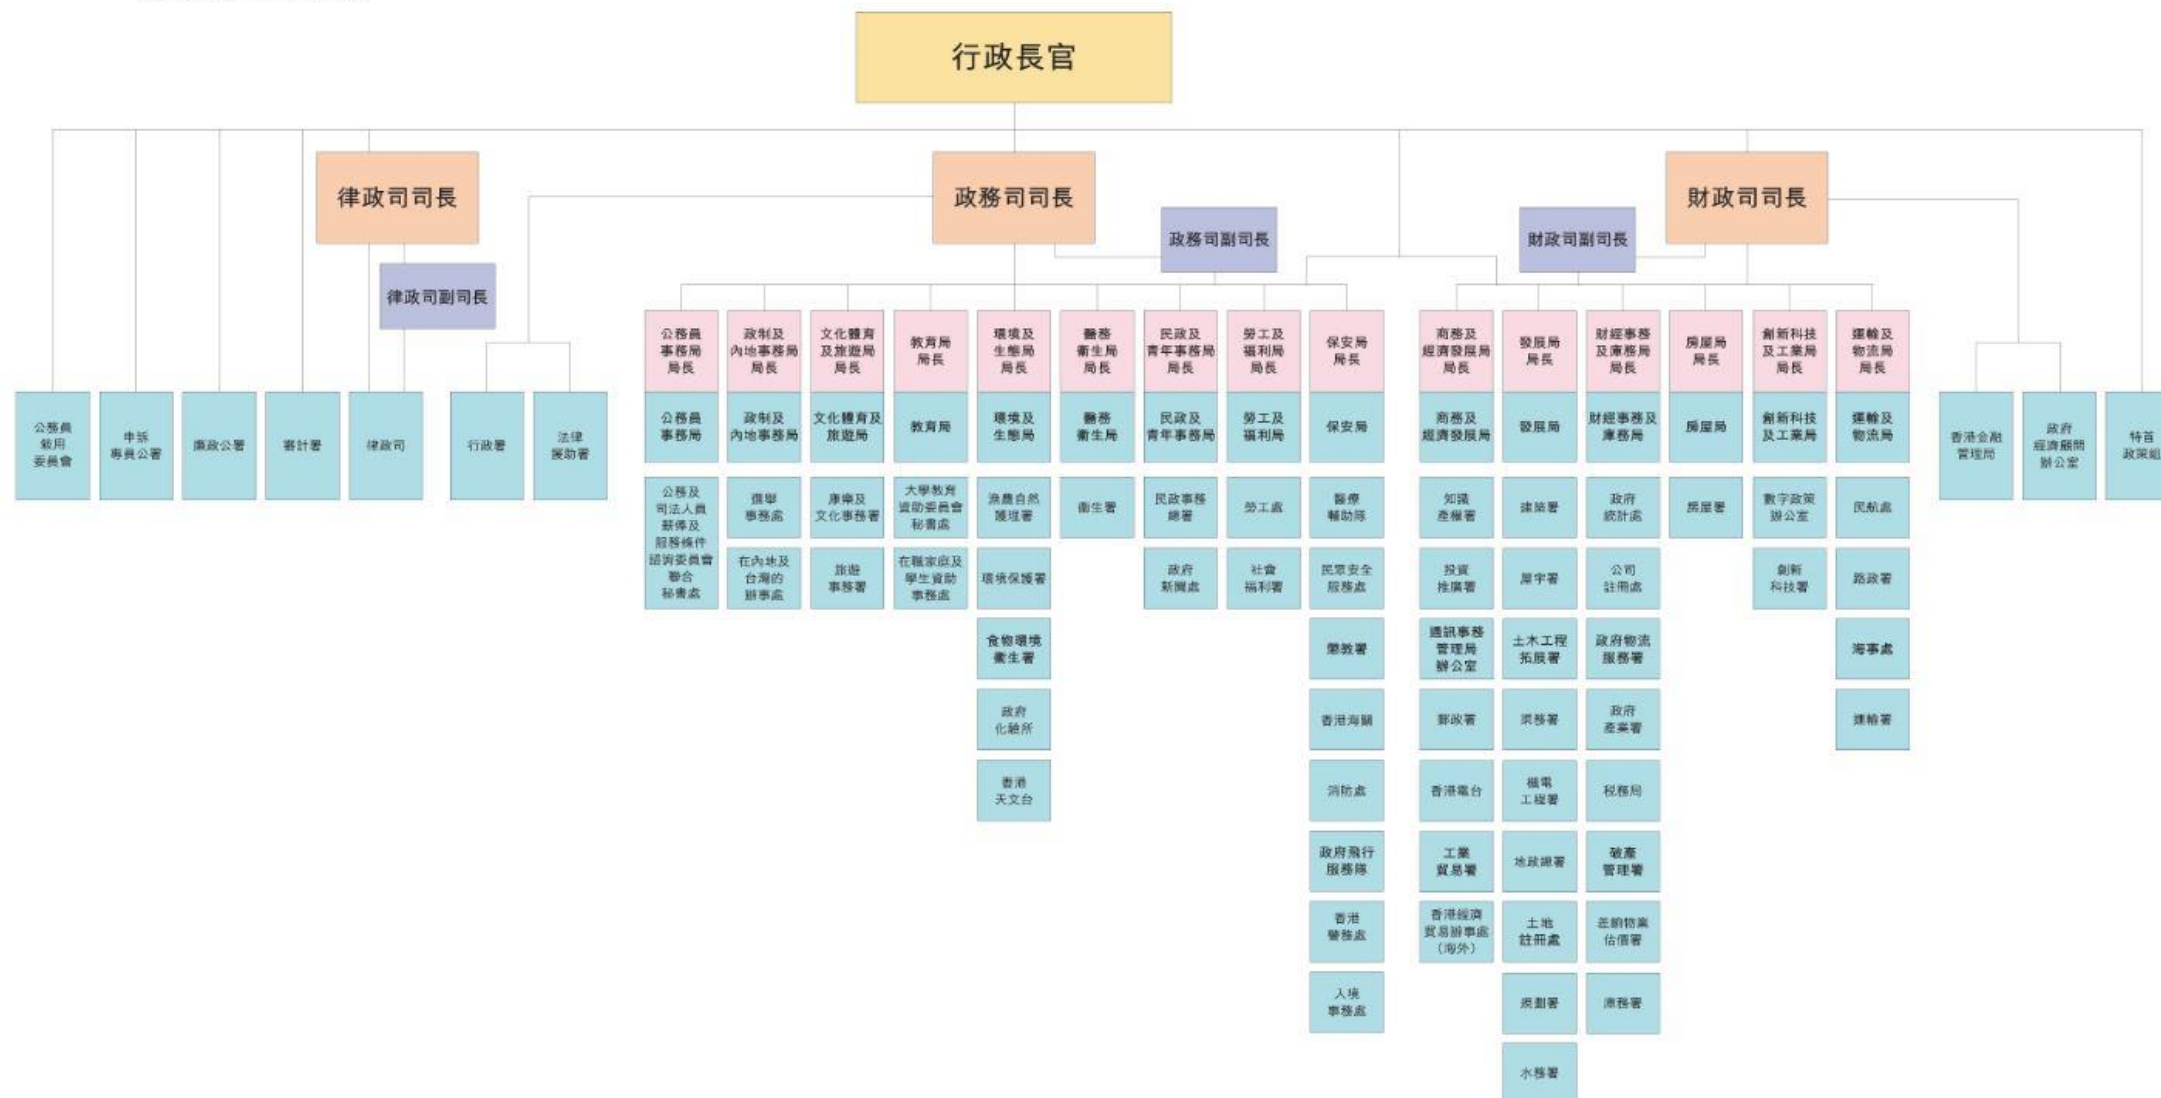 行政長官
律政司司長
政務司司長
財政司司長
政務司副司長
財政司副司長
律政司副司長
公務員
事務局
局長
政制及
內地事務局
局長
文化體育
及旅遊局
局長
教育局
局長
環境及
生態局
局長
醫務
衞生局
局長
民政及
青年事務局
局長
勞工及
福利局
局長
保安局
局長
商務及
經濟發展局
局長
發展局
局長
財經事務
及庫務局
局長
房屋局
局長
創新科技
及工業局
局長
運輸及
物流局
局長
公務員
敍用
委員會
申訴
專員公署
廉政公署
審計署
律政司
行政署
法律
援助署
公務員
事務局
政制及
內地事務局
文化體育及
旅遊局
教育局
環境及
生態局
醫務
衞生局
民政及
青年事務局
勞工及
福利局
保安局
商務及
經濟發展局
發展局
財經事務及
庫務局
房屋局
創新科技
及工業局
運輸及
物流局
香港金融
管理局
政府
經濟顧問
辦公室
特首
政策組
公務及
司法人員
薪俸及
服務條件
諮詢委員會
聯合
秘書處
選舉
事務處
在內地及
台灣的
辦事處
康樂及
文化事務署
旅遊
事務署
大學教育
資助委員會
秘書處
在職家庭及
學生資助
事務處
漁農自然
護理署
環境保護署
食物環境
衞生署
政府
化驗所
香港
天文台
衞生署
民政事務
總署
政府
新聞處
勞工處
社會
福利署
醫療
輔助隊
民眾安全
服務處
懲教署
香港海關
消防處
政府飛行
服務隊
香港
警務處
入境
事務處
知識
產權署
投資
推廣署
通訊事務
管理局
辦公室
郵政署
香港電台
工業
貿易署
香港經濟
貿易辦事處
（海外）
建築署
屋宇署
土木工程
拓展署
渠務署
機電
工程署
地政總署
土地
註冊處
規劃署
水務署
政府
統計處
公司
註冊處
政府物流
服務署
政府
產業署
稅務局
破產
管理署
差餉物業
估價署
庫務署
房屋署
數字政策
辦公室
創新
科技署
民航處
路政署
海事處
運輸署